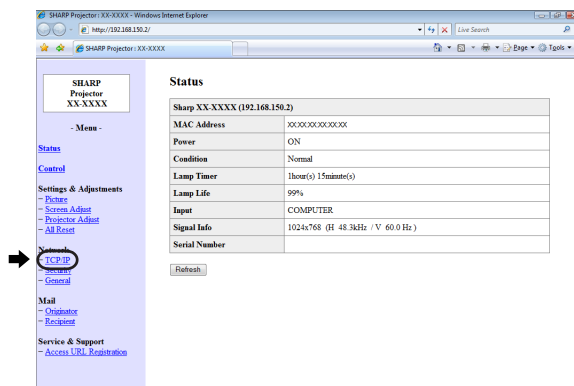 SHARP Projector : XX-XXXX - Windows Internet Explorer
http://192.168.150.2/
Live Search
SHARP Projector : XX-XXXX
Page
Tools
SHARP
Projector
XX-XXXX
- Menu -
Status
Control
Settings & Adjustments
- Picture
- Screen Adjust
- Projector Adjust
- All Reset
Network
- TCP/IP
- Security
- General
Mail
- Originator
- Recipient
Service & Support
- Access URL Registration
Status
Sharp XX-XXXX (192.168.150.2)
MAC Address XX:XX:XX:XX:XX:XX
Power ON
Condition Normal
Lamp Timer 1hour(s) 15minute(s)
Lamp Life 99%
Input COMPUTER
Signal Info 1024x768 (H 48.3kHz / V 60.0 Hz )
Serial Number
Refresh